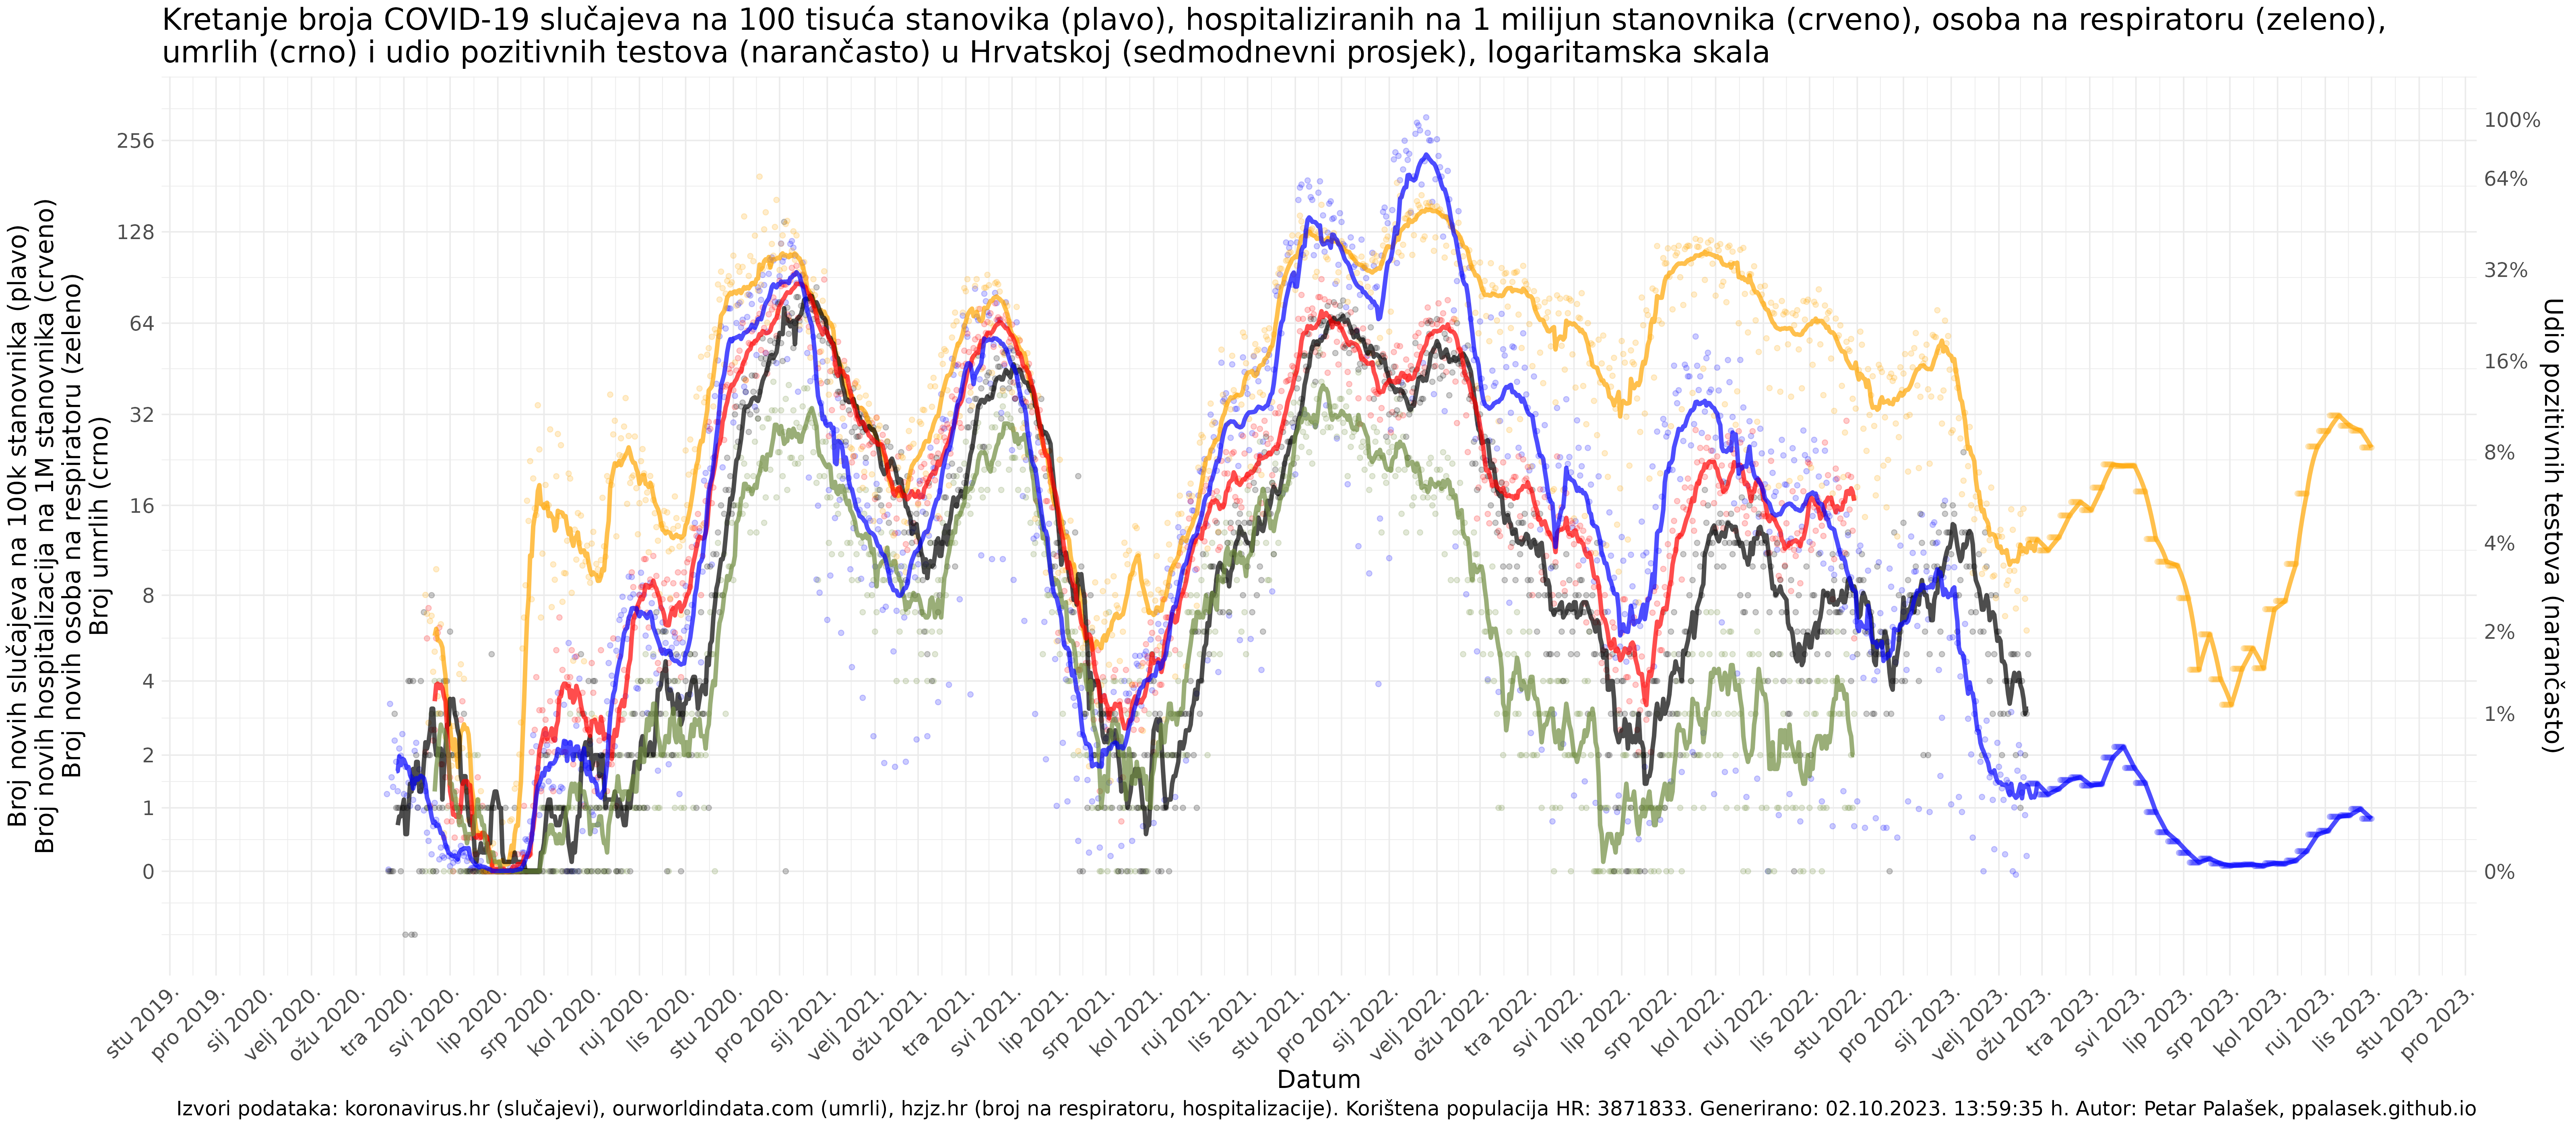 Kretanje broja COVID-19 slučajeva na 100 tisuća stanovika (plavo), hospitaliziranih na 1 milijun stanovnika (crveno), osoba na respiratoru (zeleno),
umrlih (crno) i udio pozitivnih testova (narančasto) u Hrvatskoj (sedmodnevni prosjek), logaritamska skala
Broj novih slučajeva na 100k stanovnika (plavo)
Broj novih hospitalizacija na 1M stanovnika (crveno)
Broj novih osoba na respiratoru (zeleno)
Broj umrlih (crno)
256
128
64
32
16
8
4
2
1
0
100%
64%
32%
16%
8%
4%
2%
1%
0%
Udio pozitivnih testova (narančasto)
stu 2019.
pro 2019.
sij 2020.
velj 2020.
ožu 2020.
tra 2020.
svi 2020.
lip 2020.
srp 2020.
kol 2020.
ruj 2020.
lis 2020.
stu 2020.
pro 2020.
sij 2021.
velj 2021.
ožu 2021.
tra 2021.
svi 2021.
lip 2021.
srp 2021.
kol 2021.
ruj 2021.
lis 2021.
stu 2021.
pro 2021.
sij 2022.
velj 2022.
ožu 2022.
tra 2022.
svi 2022.
lip 2022.
srp 2022.
kol 2022.
ruj 2022.
lis 2022.
stu 2022.
pro 2022.
sij 2023.
velj 2023.
ožu 2023.
tra 2023.
svi 2023.
lip 2023.
srp 2023.
kol 2023.
ruj 2023.
lis 2023.
stu 2023.
pro 2023.
Datum
Izvori podataka: koronavirus.hr (slučajevi), ourworldindata.com (umrli), hzjz.hr (broj na respiratoru, hospitalizacije). Korištena populacija HR: 3871833. Generirano: 02.10.2023. 13:59:35 h. Autor: Petar Palašek, ppalasek.github.io